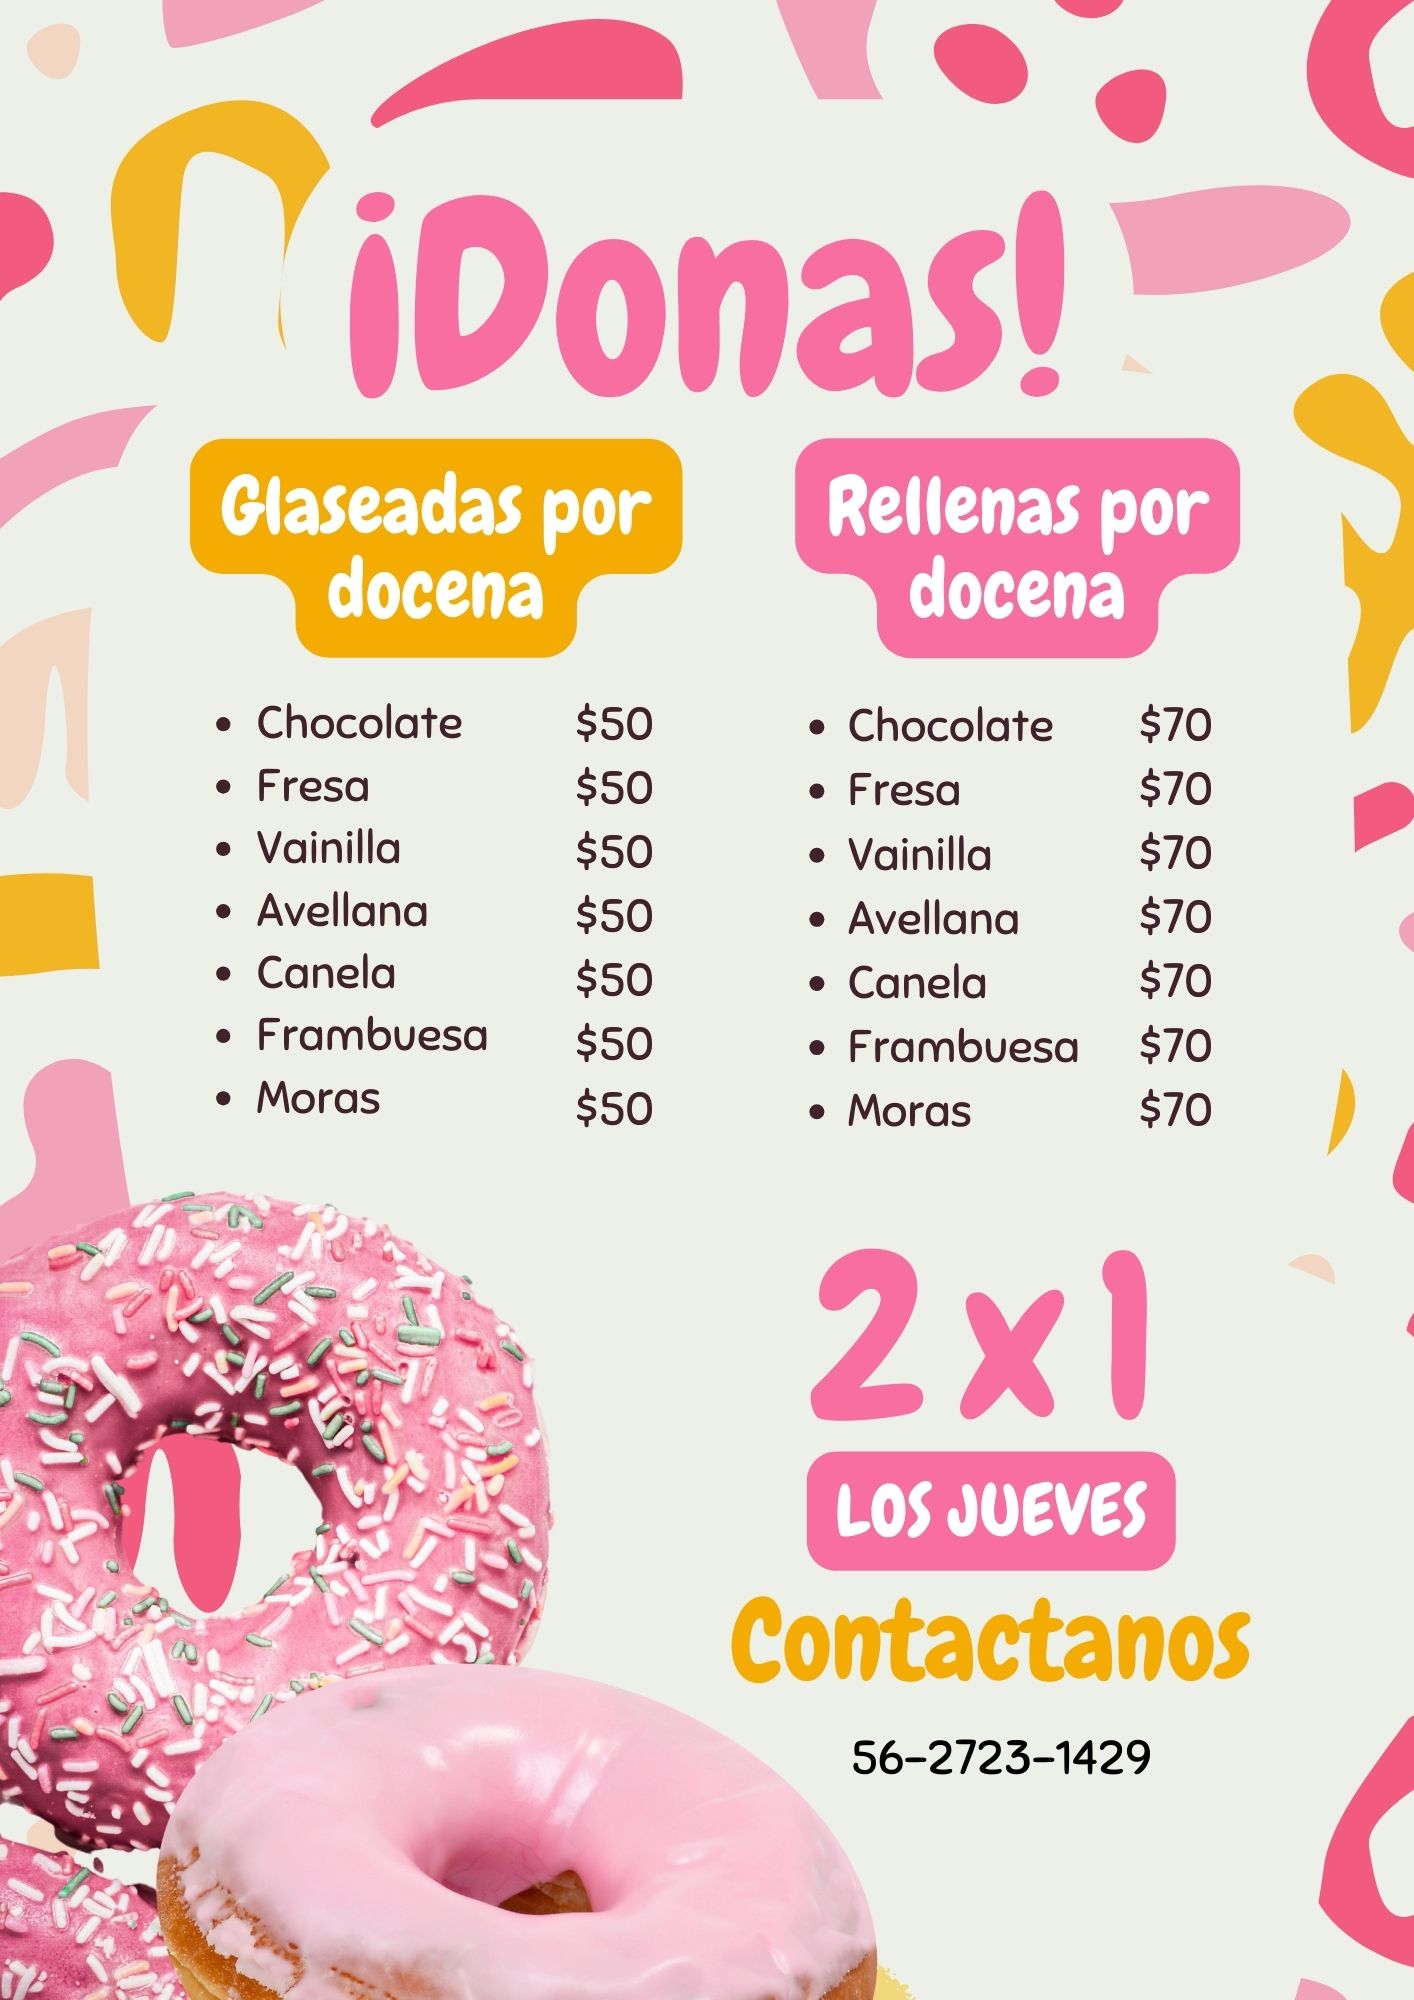 ¡Donas!
Glaseadas por
docena
Chocolate $50
Fresa $50
Vainilla $50
Avellana $50
Canela $50
Frambuesa $50
Moras $50
Rellenas por
docena
Chocolate $70
Fresa $70
Vainilla $70
Avellana $70
Canela $70
Frambuesa $70
Moras $70
2x1
LOS JUEVES
Contactanos
56-2723-1429